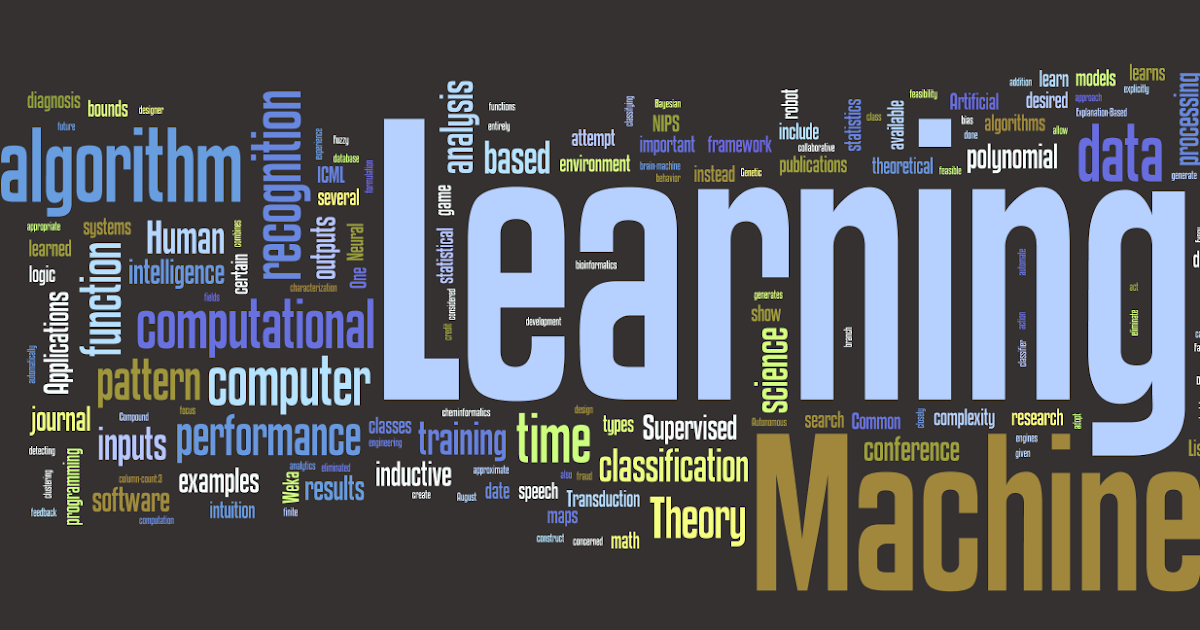 diagnosis
bounds
designer
future
algorithm
recognition
experience
fuzzy
database
ICML
formulation
several
appropriate
systems
learned
Human
combines
logic
function
intelligence
certain
outputs
Neural
One
fields
characterization
Applications
computational
automatically
pattern
computer
journal
Compound
focus
inputs
performance
detecting
clustering
programming
column-count:3
examples
analytics
eliminated
software
Weka
results
feedback
computation
intuition
finite
analysis
functions
entirely
based
classifying
Bayesian
NIPS
attempt
environment
important
framework
brain-machine
behavior
instead
Genetic
robot
include
collaborative
publications
statistics
class
available
theoretical
feasibility
Artificial
feasible
bias
done
polynomial
addition
learn
models
learns
explicitly
desired
approach
Explanation-Based
algorithms
allow
data
processing
generate
game
statistical
considered
credit
Learning
bioinformatics
development
generates
show
science
branch
automate
action
classifier
act
eliminate
cheminformatics
classes
engineering
training
time
design
types
Supervised
Autonomous
search
Common
closely
complexity
research
adopt
engines
given
conference
inductive
approximate
also
fraud
classification
create
August
date
speech
Transduction
maps
Theory
construct
concerned
math
Machine